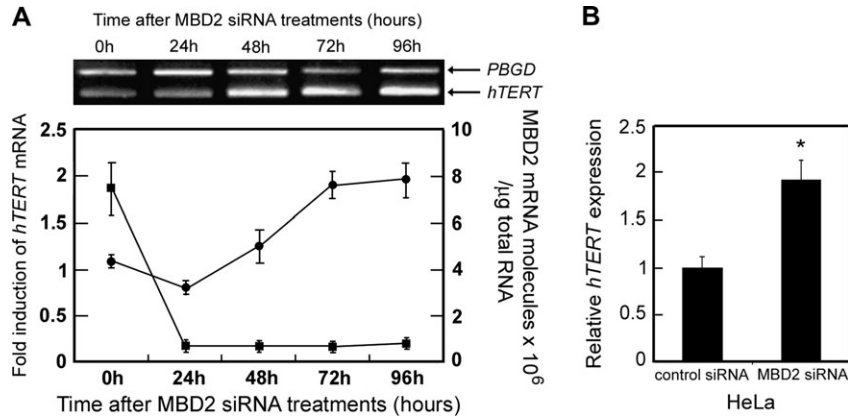 A
Time after MBD2 siRNA treatments (hours)
0h 24h 48h 72h 96h
PBGD
hTERT
Fold induction of hTERT mRNA
2.5
2
1.5
1
0.5
0
10
8
6
4
2
0
MBD2 mRNA molecules x 10^6
/µg total RNA
0h 24h 48h 72h 96h
Time after MBD2 siRNA treatments (hours)
B
Relative hTERT expression
2.5
2
1.5
1
0.5
0
*
control siRNA MBD2 siRNA
HeLa